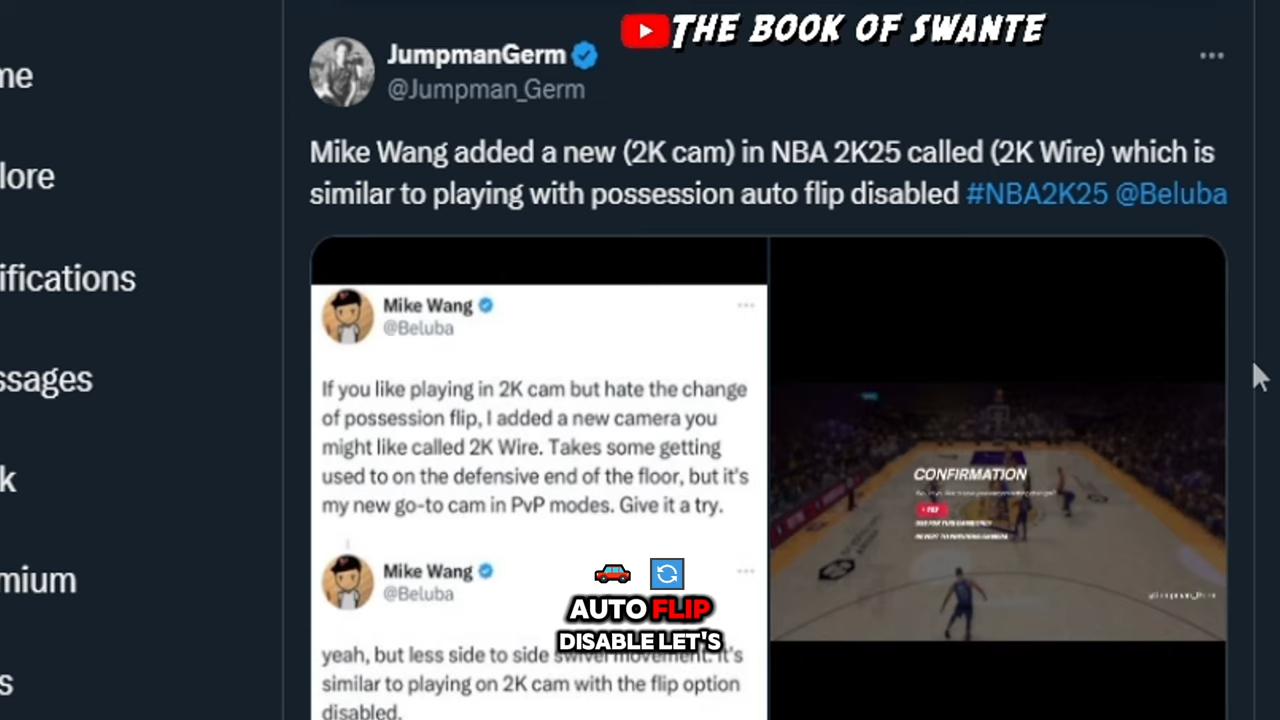 THE BOOK OF SWANTE
me
JumpmanGerm
@Jumpman_Germ
Mike Wang added a new (2K cam) in NBA 2K25 called (2K Wire) which is
lore
similar to playing with possession auto flip disabled #NBA2K25 @Beluba
ifications
Mike Wang
@Beluba
ssages
If you like playing in 2K cam but hate the change
of possession flip, I added a new camera you
might like called 2K Wire. Takes some getting
used to on the defensive end of the floor, but it's
my new go-to cam in PvP modes. Give it a try.
k
CONFIRMATION
mium
Mike Wang
@Beluba
AUTO FLIP
DISABLE LET'S
yeah, but less side to side swivel movement. It's
similar to playing on 2K cam with the flip option
disabled.
s